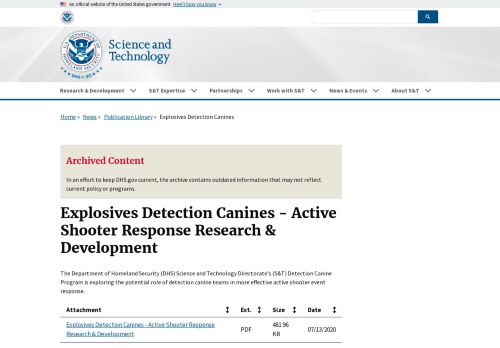 An official website of the United States government Here's how you know
Science and
Technology
Research & Development S&T Expertise Partnerships Work with S&T News & Events About S&T
Home » News » Publication Library » Explosives Detection Canines
Archived Content
In an effort to keep DHS.gov current, the archive contains outdated information that may not reflect
current policy or programs.
Explosives Detection Canines - Active
Shooter Response Research &
Development
The Department of Homeland Security (DHS) Science and Technology Directorate's (S&T) Detection Canine
Program is exploring the potential role of detection canine teams in more effective active shooter event
response.
Attachment Ext. Size Date
Explosives Detection Canines - Active Shooter Response
Research & Development
PDF
481.96
KB
07/13/2020